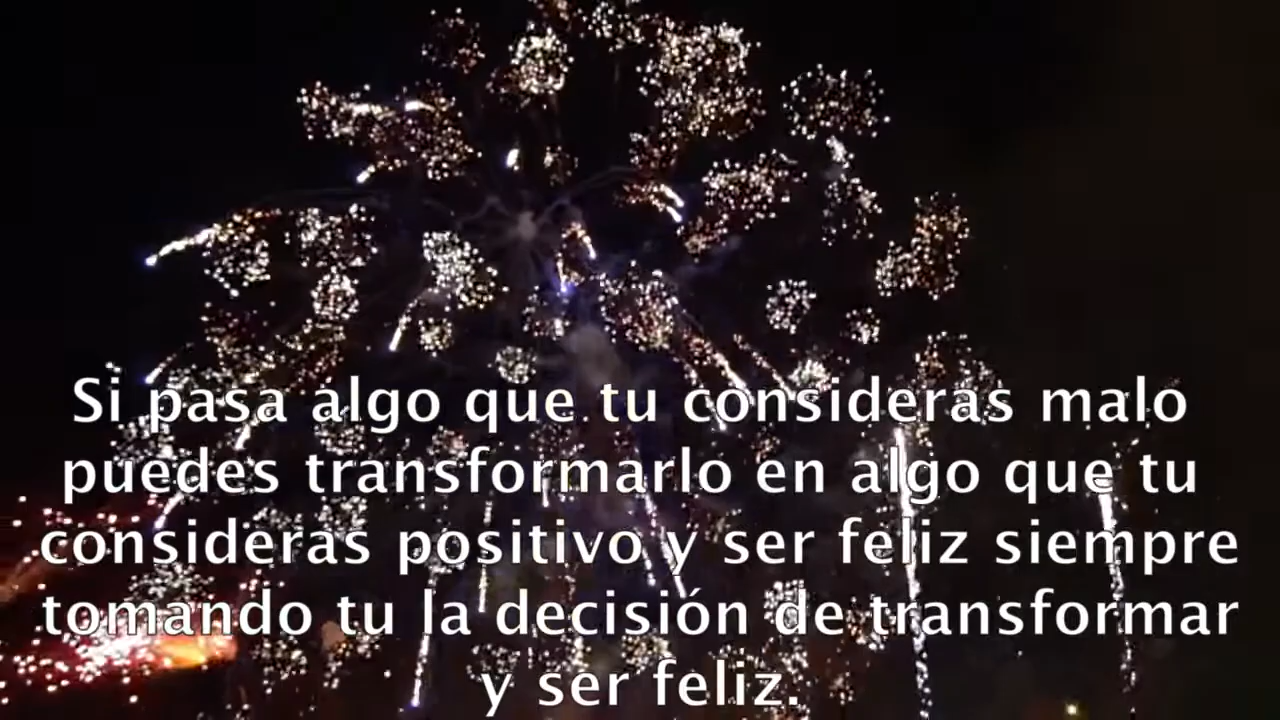 Si pasa algo que tu consideras malo
puedes transformarlo en algo que tu
consideras positivo y ser feliz siempre
tomando tu la decisión de transformar
y ser feliz.